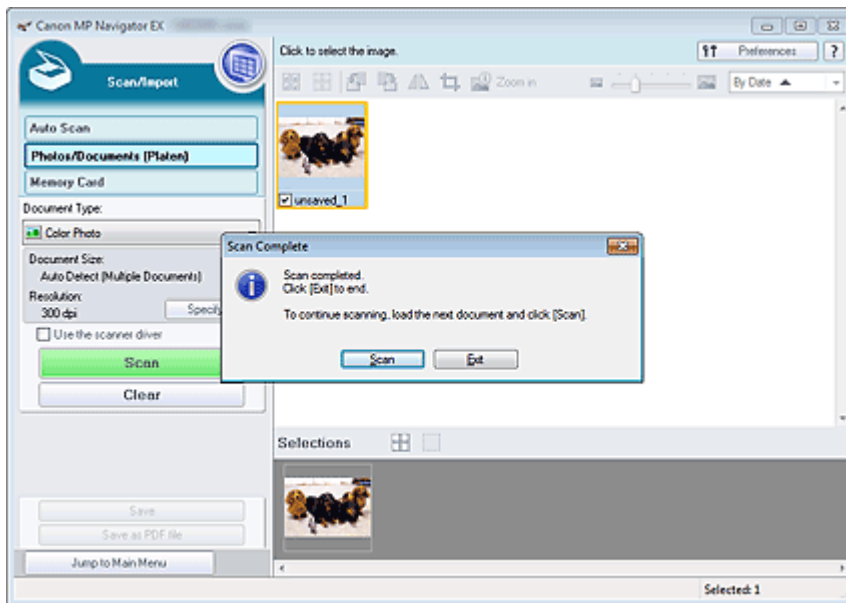 Canon MP Navigator EX
Scan/Import
Click to select the image.
Preferences
?
Zoom in
By Date
Auto Scan
Photos/Documents (Platen)
Memory Card
Document Type:
Color Photo
Document Size:
Auto Detect (Multiple Documents)
Resolution:
300 dpi
Specify
Use the scanner driver
Scan
Clear
unsaved_1
Scan Complete
Scan completed.
Click [Exit] to end.
To continue scanning, load the next document and click [Scan].
Scan
Exit
Selections
Save
Save as PDF file
Jump to Main Menu
Selected: 1